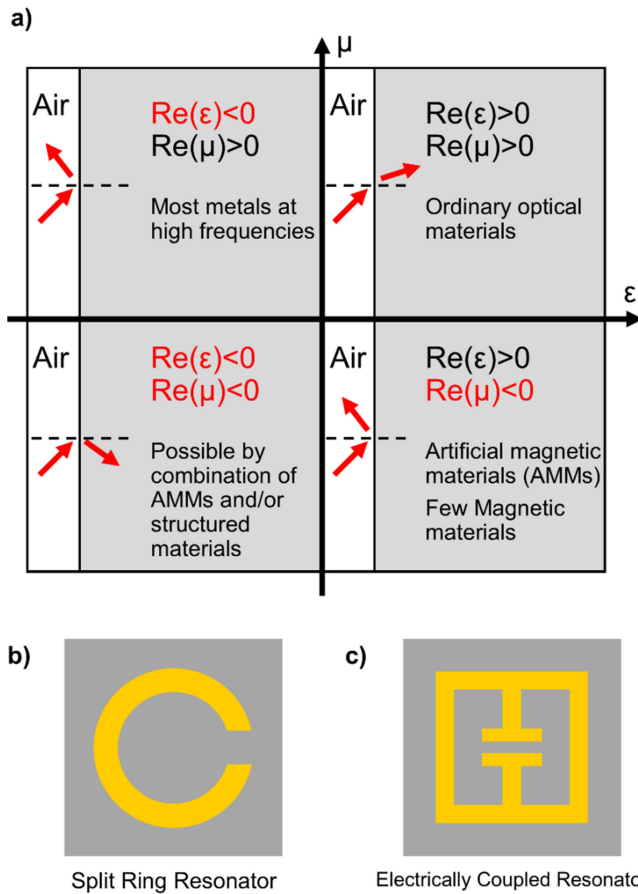 a)
μ
Air
Re(ε)<0
Re(μ)>0
Most metals at
high frequencies
Air
Re(ε)>0
Re(μ)>0
Ordinary optical
materials
ε
Air
Re(ε)<0
Re(μ)<0
Possible by
combination of
AMMs and/or
structured
materials
Air
Re(ε)>0
Re(μ)<0
Artificial magnetic
materials (AMMs)
Few Magnetic
materials
b)
Split Ring Resonator
c)
Electrically Coupled Resonato